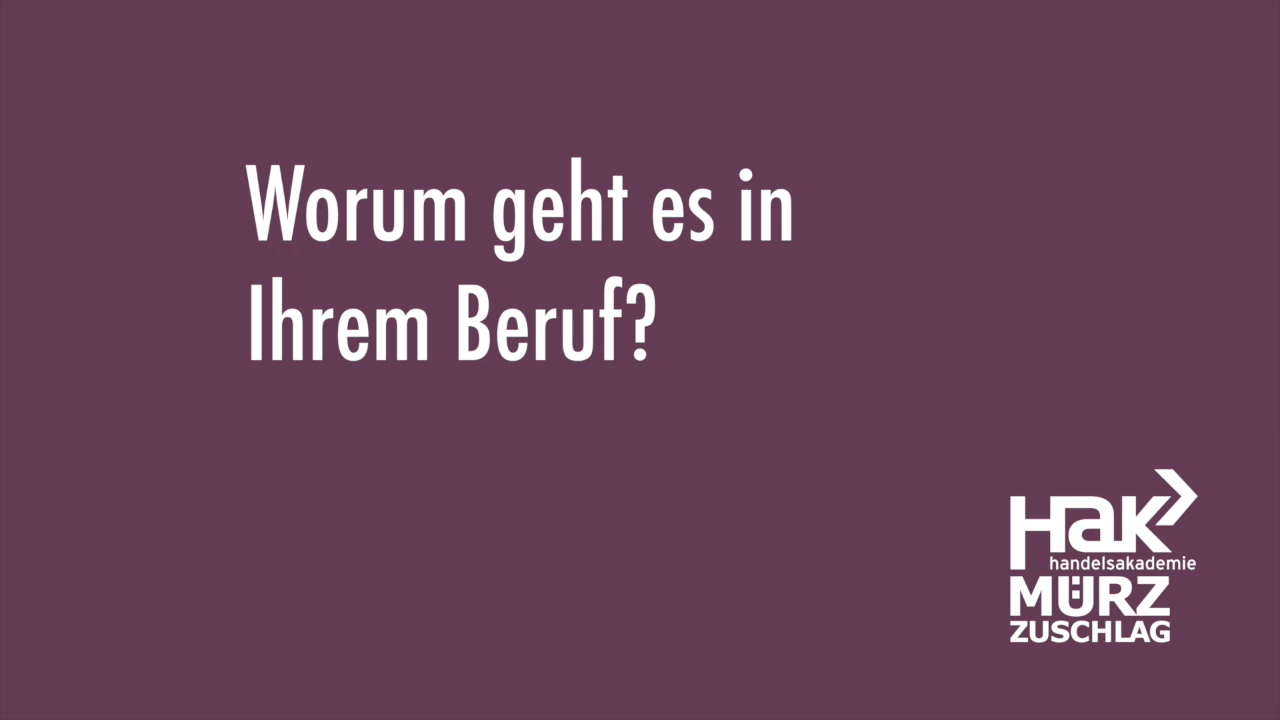 Worum geht es in
Ihrem Beruf?
Hak
handelsakademie
MÜRZ
ZUSCHLAG